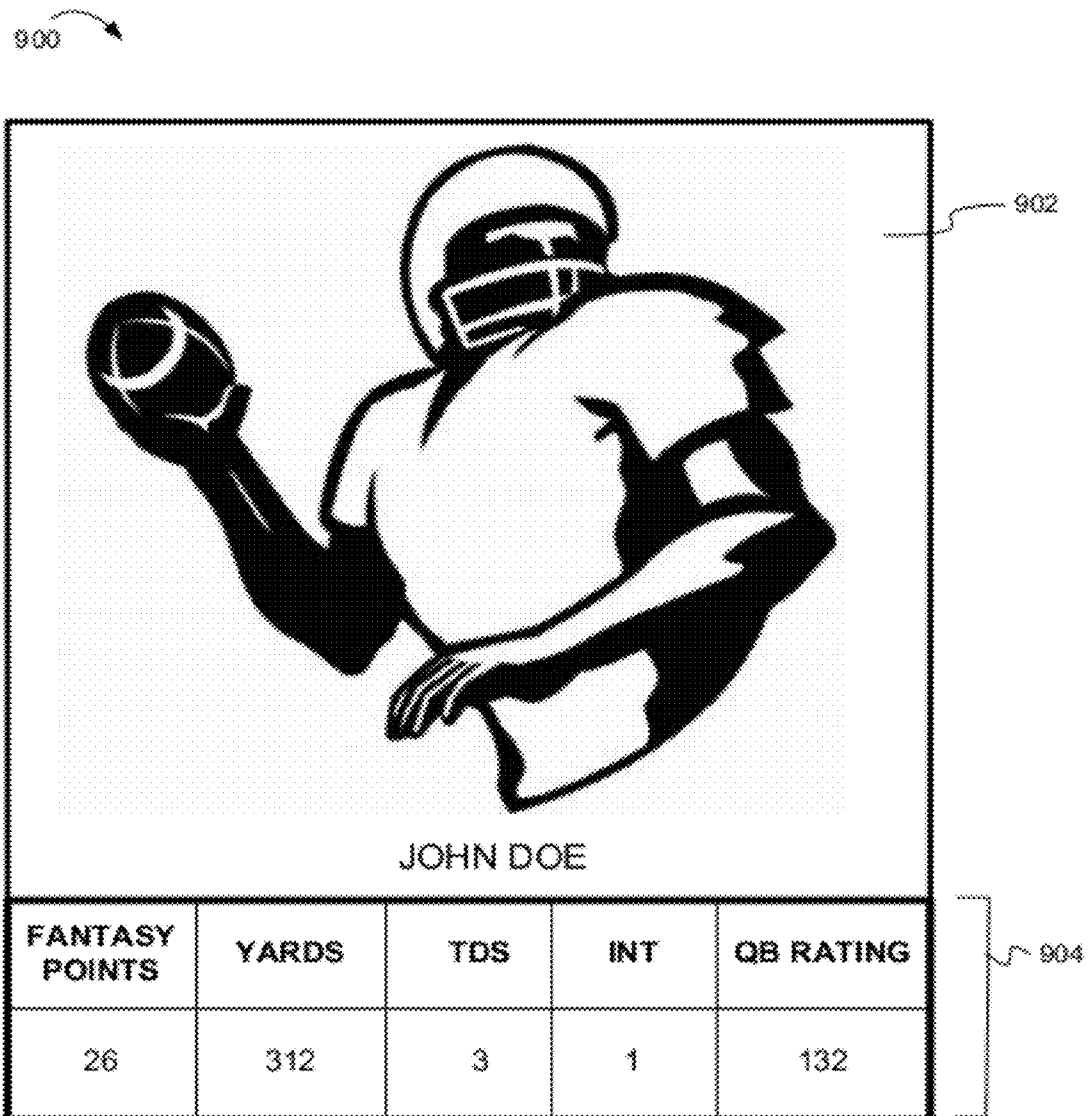 900
902
JOHN DOE
FANTASY POINTS YARDS TDS INT QB RATING
904
26 312 3 1 132